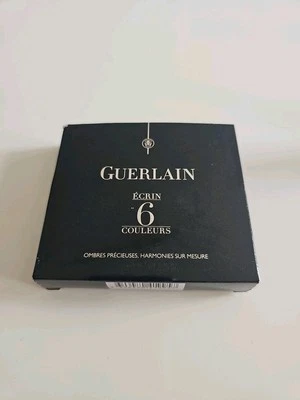 GUERLAIN
ÉCRIN
6
COULEURS
OMBRES PRÉCIEUSES, HARMONIES SUR MESURE